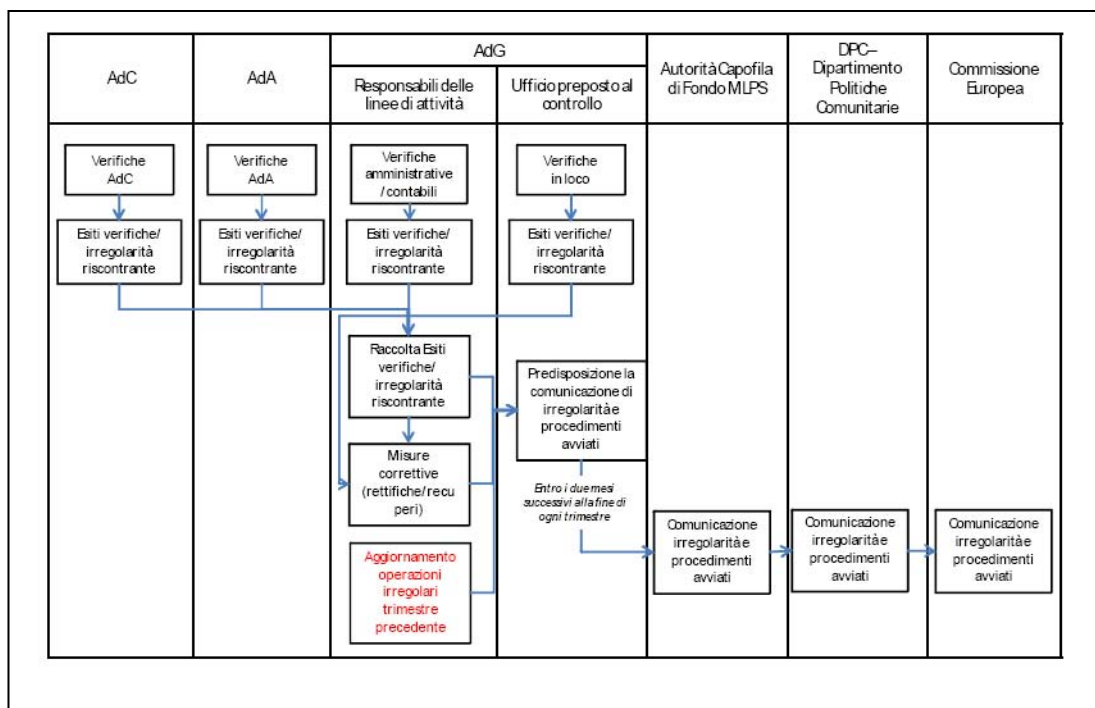 AdC
AdA
AdG
Responsabili delle
linee di attività
Ufficio preposto al
controllo
Autorità Capofila
di Fondo MLPS
DPC–
Dipartimento
Politiche
Comunitarie
Commissione
Europea
Verifiche
AdC
Verifiche
AdA
Verifiche
amministrative
/ contabili
Verifiche
in loco
Esiti verifiche/
irregolarità
riscontrante
Esiti verifiche/
irregolarità
riscontrante
Esiti verifiche/
irregolarità
riscontrante
Esiti verifiche/
irregolarità
riscontrante
Raccolta Esiti
verifiche/
irregolarità
riscontrante
Predisposizione la
comunicazione di
irregolarità e
procedimenti
avviati
Misure
correttive
(rettifiche/recu
peri)
Entro i due mesi
successivi alla fine di
ogni trimestre
Aggiornamento
operazioni
irregolari
trimestre
precedente
Comunicazione
irregolarità e
procedimenti
avviati
Comunicazione
irregolarità e
procedimenti
avviati
Comunicazione
irregolarità e
procedimenti
avviati